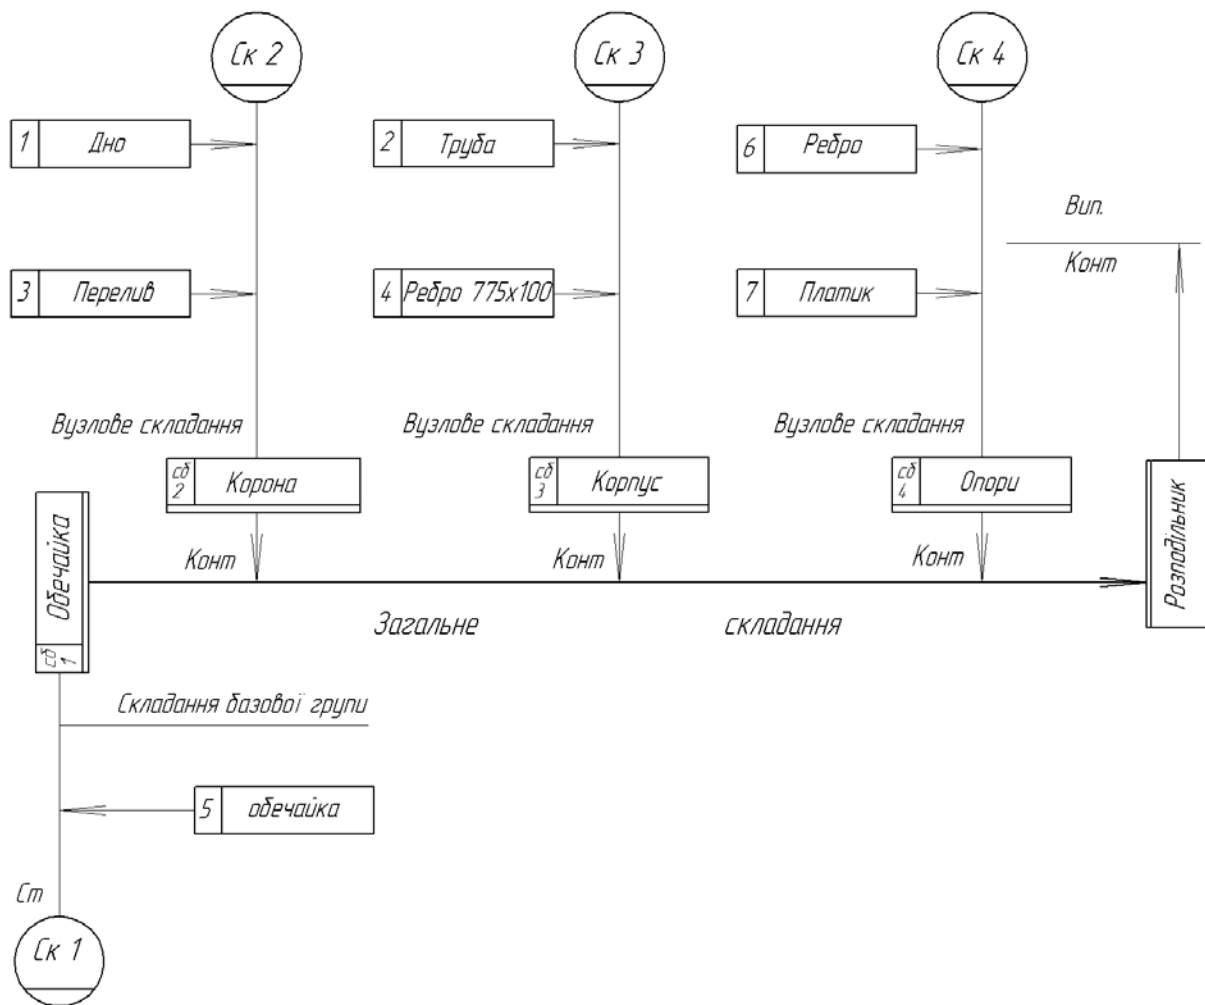 Ск 2
Ск 3
Ск 4
1 Дно
2 Труба
6 Ребро
Вип.
Конт
3 Перелив
4 Ребро 775х100
7 Платик
Вузлове складання
Вузлове складання
Вузлове складання
сб 2 Корона
сб 3 Корпус
сб 4 Опори
Обечайка
сб 1
Розподільник
Конт
Конт
Конт
Загальне складання
Складання базової групи
5 обечайка
Ст
Ск 1